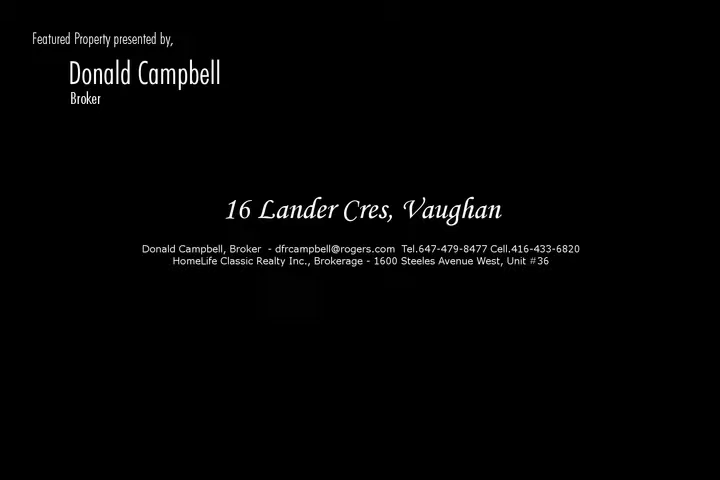 Featured Property presented by,
Donald Campbell
Broker
16 Lander Cres, Vaughan
Donald Campbell, Broker - dfrcampbell@rogers.com Tel.647-479-8477 Cell.416-433-6820
HomeLife Classic Realty Inc., Brokerage - 1600 Steeles Avenue West, Unit #36